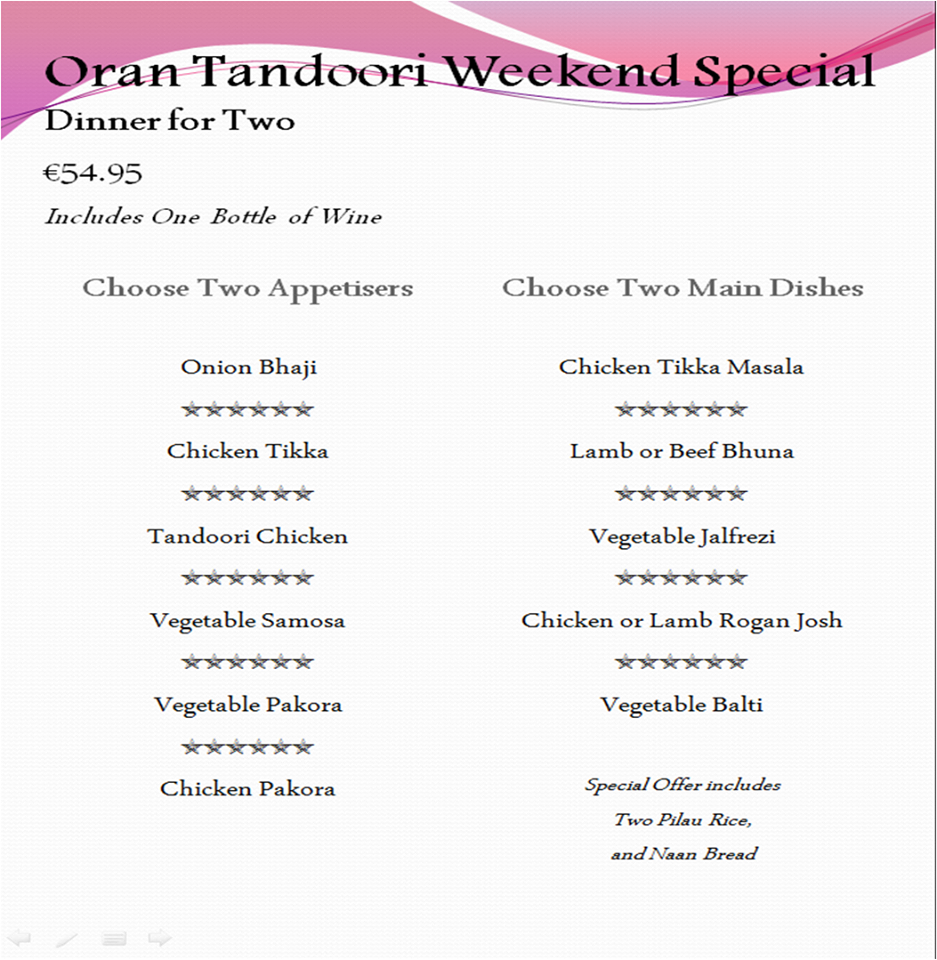 Oran Tandoori Weekend Special
Dinner for Two
€54.95
Includes One Bottle of Wine
Choose Two Appetisers
Onion Bhaji
Chicken Tikka
Tandoori Chicken
Vegetable Samosa
Vegetable Pakora
Chicken Pakora
Choose Two Main Dishes
Chicken Tikka Masala
Lamb or Beef Bhuna
Vegetable Jalfrezi
Chicken or Lamb Rogan Josh
Vegetable Balti
Special Offer includes
Two Pilau Rice,
and Naan Bread